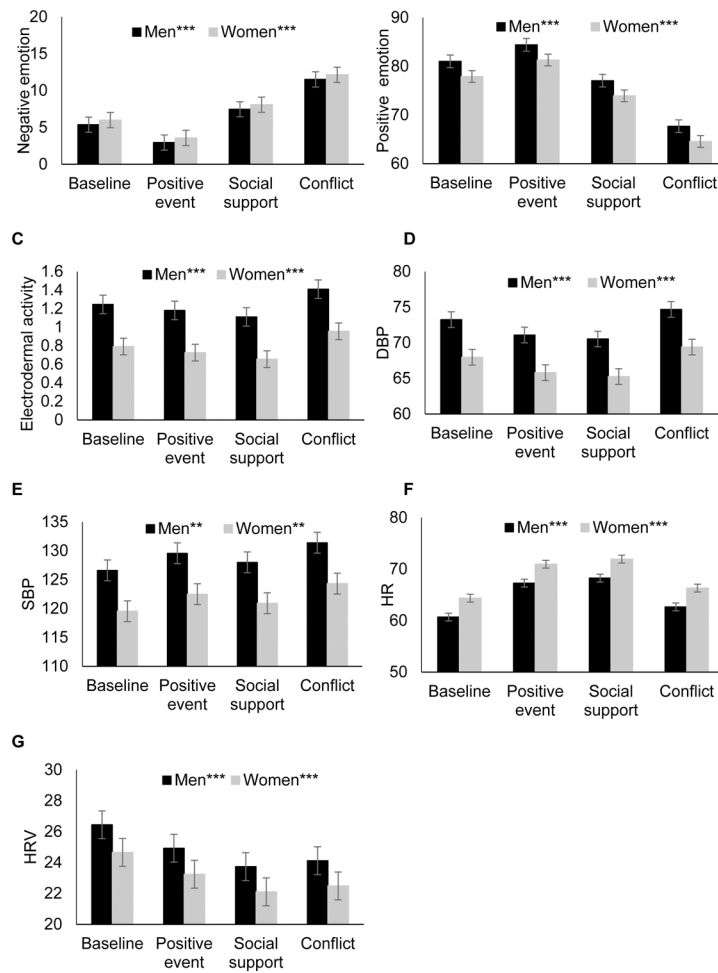 Negative emotion
20
15
10
5
0
Men*** Women***
Baseline Positive event Social support Conflict
Positive emotion
90
80
70
60
Men*** Women***
Baseline Positive event Social support Conflict
C
Electrodermal activity
1.6
1.4
1.2
1
0.8
0.6
0.4
0.2
0
Men*** Women***
Baseline Positive event Social support Conflict
D
DBP
80
75
70
65
60
Men*** Women***
Baseline Positive event Social support Conflict
E
SBP
135
130
125
120
115
110
Men** Women**
Baseline Positive event Social support Conflict
F
HR
80
70
60
50
Men*** Women***
Baseline Positive event Social support Conflict
G
HRV
30
28
26
24
22
20
Men*** Women***
Baseline Positive event Social support Conflict